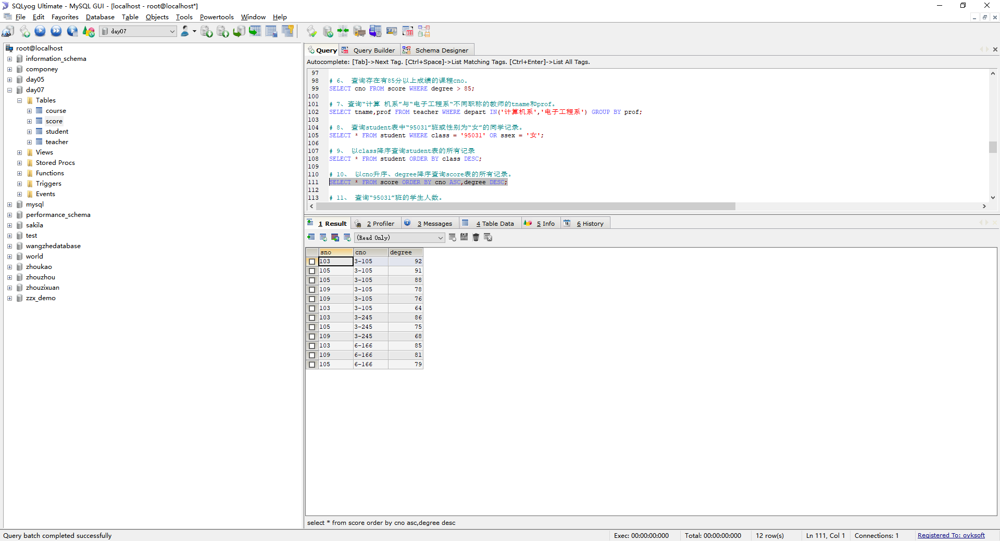 SQLyog Ultimate - MySQL GUI - [localhost - root@localhost*]
File Edit Favorites Database Table Objects Tools Powertools Window Help
day07
root@localhost
information_schema
componey
day05
day07
Tables
course
score
student
teacher
Views
Stored Procs
Functions
Triggers
Events
mysql
performance_schema
sakila
test
wangzhedatabase
world
zhoukao
zhouzhou
zhouzixuan
zzx_demo
Query Query Builder Schema Designer
Autocomplete: [Tab]->Next Tag. [Ctrl+Space]->List Matching Tags. [Ctrl+Enter]->List All Tags.
97
98 # 6、 查询存在有85分以上成绩的课程cno.
99 SELECT cno FROM score WHERE degree > 85;
100
101 # 7、查询“计算 机系”与“电子工程系“不同职称的教师的tname和prof。
102 SELECT tname,prof FROM teacher WHERE depart IN('计算机系','电子工程系') GROUP BY prof;
103
104 # 8、 查询student表中“95031”班或性别为“女”的同学记录。
105 SELECT * FROM student WHERE class = '95031' OR ssex = '女';
106
107 # 9、 以class降序查询student表的所有记录
108 SELECT * FROM student ORDER BY class DESC;
109
110 # 10、 以cno升序、degree降序查询score表的所有记录。
111 SELECT * FROM score ORDER BY cno ASC,degree DESC;
112
113 # 11、 查询“95031”班的学生人数。
1 Result 2 Profiler 3 Messages 4 Table Data 5 Info 6 History
(Read Only)
sno cno degree
103 3-105 92
105 3-105 91
105 3-105 88
109 3-105 78
109 3-105 76
103 3-105 64
103 3-245 86
105 3-245 75
109 3-245 68
103 6-166 85
109 6-166 81
105 6-166 79
select * from score order by cno asc,degree desc
Query batch completed successfully Exec: 00:00:00:000 Total: 00:00:00:000 12 row(s) Ln 111, Col 1 Connections: 1 Registered To: oyksoft